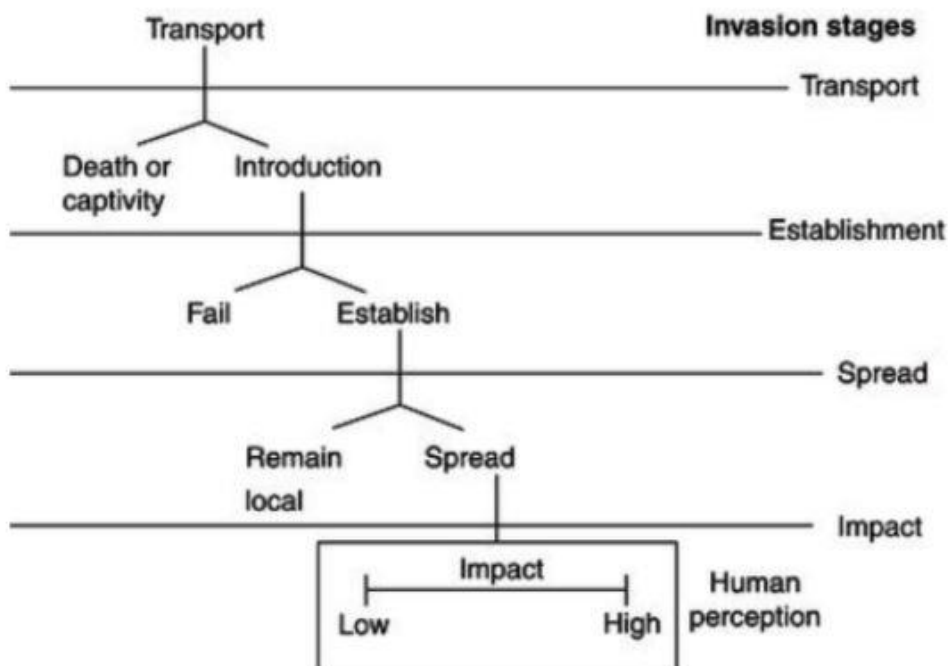 Transport
Invasion stages
Transport
Death or
captivity
Introduction
Establishment
Fail
Establish
Spread
Remain
local
Spread
Impact
Impact
Low
High
Human
perception